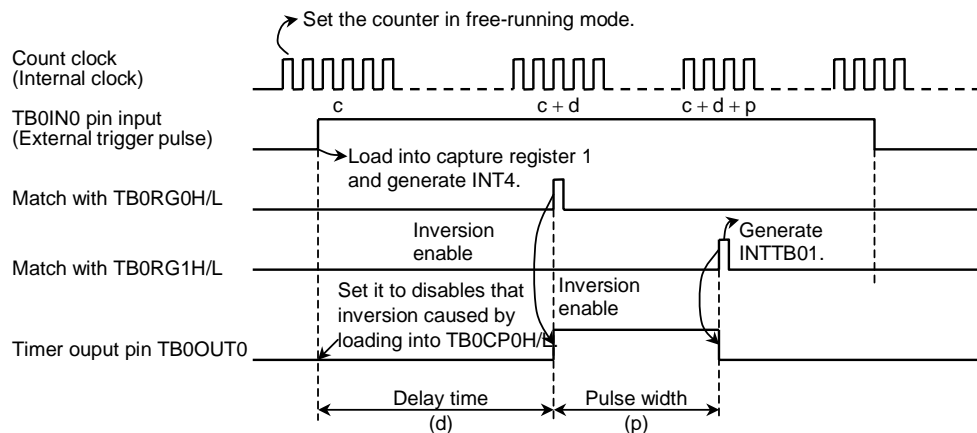 Set the counter in free-running mode.
Count clock
(Internal clock)
c
c + d
c + d + p
TB0IN0 pin input
(External trigger pulse)
Load into capture register 1
and generate INT4.
Match with TB0RG0H/L
Inversion
enable
Generate
INTTB01.
Match with TB0RG1H/L
Set it to disables that
inversion caused by
loading into TB0CP0H/L.
Inversion
enable
Timer ouput pin TB0OUT0
Delay time
(d)
Pulse width
(p)